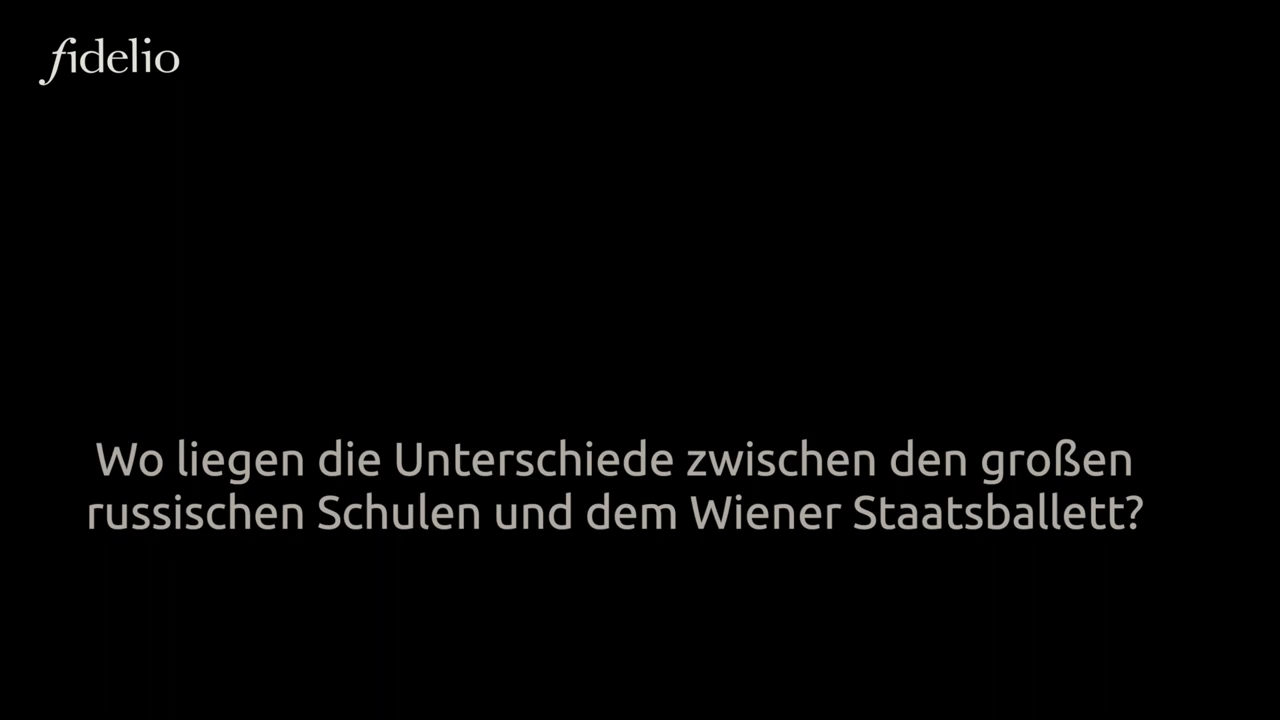 fidelio
Wo liegen die Unterschiede zwischen den großen
russischen Schulen und dem Wiener Staatsballett?